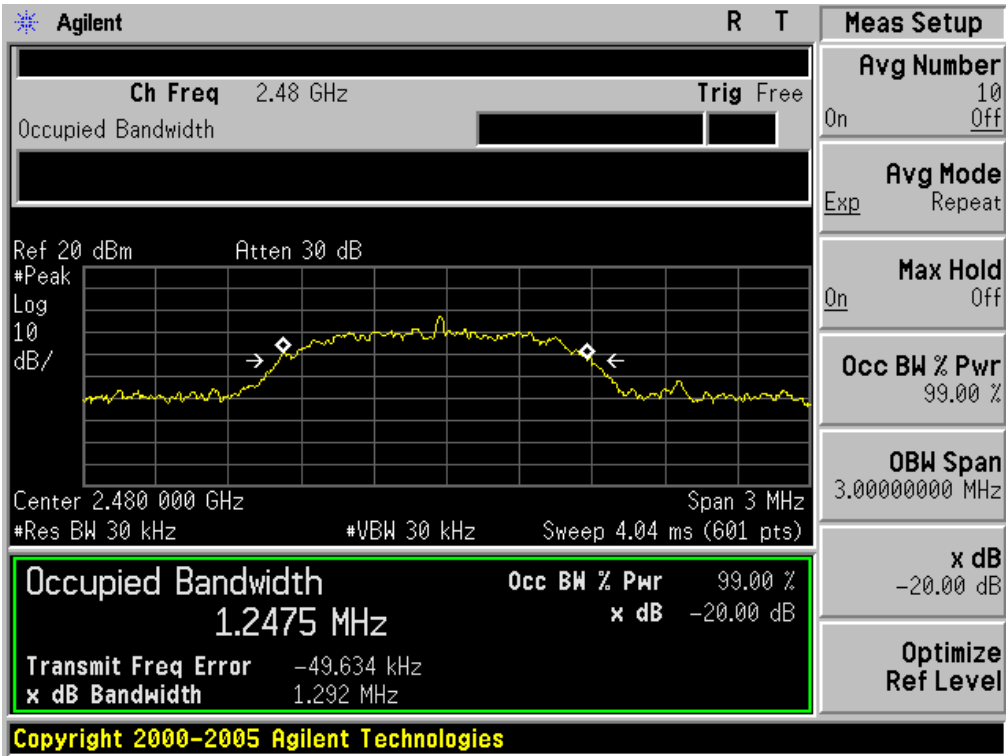 Agilent R T
Ch Freq 2.48 GHz Trig Free
Occupied Bandwidth
Ref 20 dBm Atten 30 dB
#Peak
Log
10
dB/
Center 2.480 000 GHz Span 3 MHz
#Res BW 30 kHz #VBW 30 kHz Sweep 4.04 ms (601 pts)
Occupied Bandwidth Occ BW % Pwr 99.00 %
1.2475 MHz x dB -20.00 dB
Transmit Freq Error -49.634 kHz
x dB Bandwidth 1.292 MHz
Copyright 2000-2005 Agilent Technologies
Meas Setup
Avg Number
10
On Off
Avg Mode
Exp Repeat
Max Hold
On Off
Occ BW % Pwr
99.00 %
OBW Span
3.00000000 MHz
x dB
-20.00 dB
Optimize
Ref Level